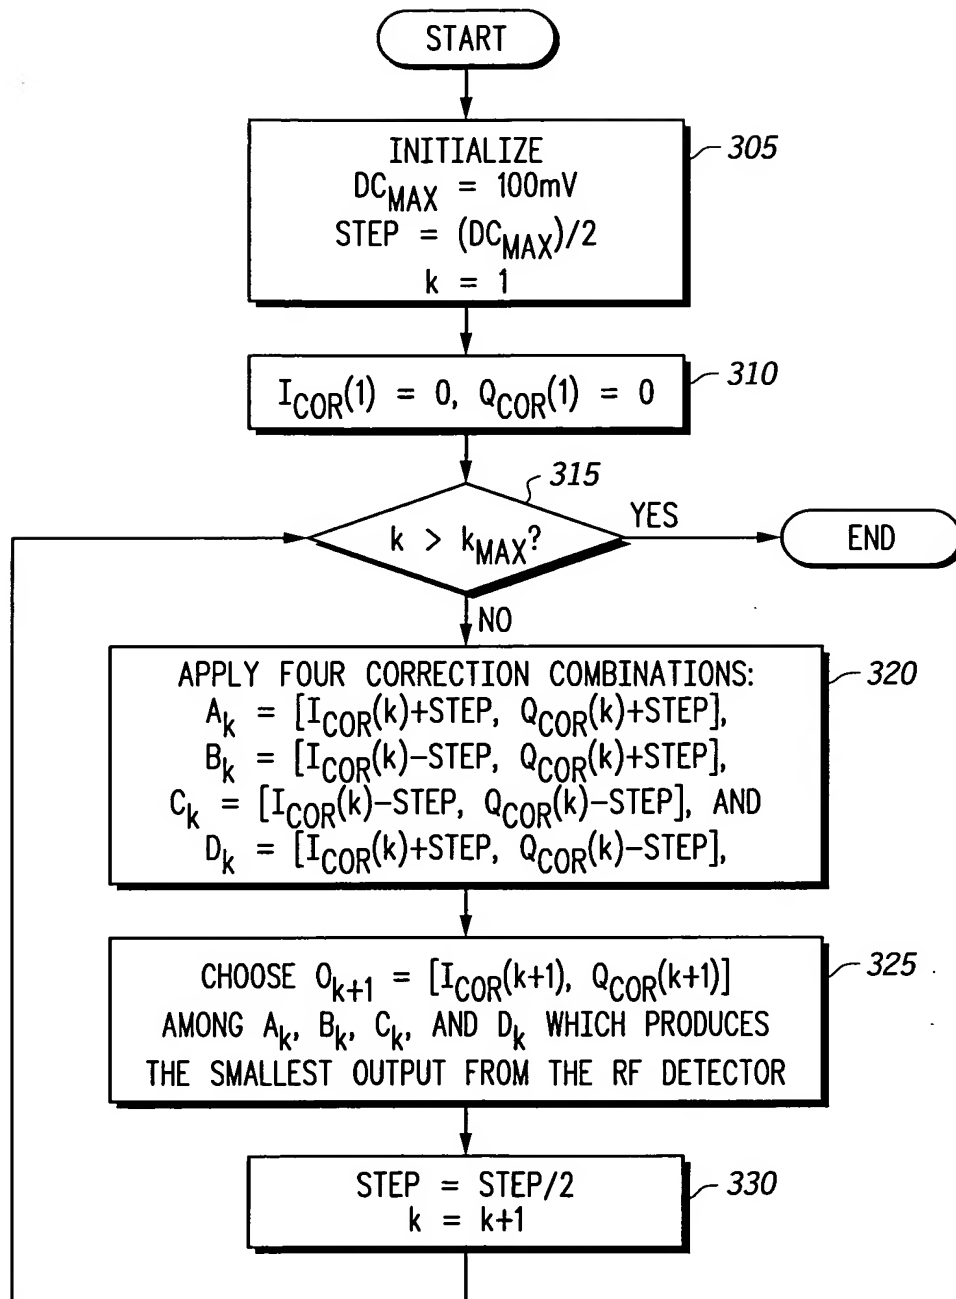 START
INITIALIZE
DC_MAX = 100mV
STEP = (DC_MAX)/2
k = 1
305
I_COR(1) = 0, Q_COR(1) = 0
310
315
k > k_MAX?
YES
END
NO
APPLY FOUR CORRECTION COMBINATIONS:
A_k = [I_COR(k)+STEP, Q_COR(k)+STEP],
B_k = [I_COR(k)−STEP, Q_COR(k)+STEP],
C_k = [I_COR(k)−STEP, Q_COR(k)−STEP], AND
D_k = [I_COR(k)+STEP, Q_COR(k)−STEP],
320
CHOOSE O_k+1 = [I_COR(k+1), Q_COR(k+1)]
AMONG A_k, B_k, C_k, AND D_k WHICH PRODUCES
THE SMALLEST OUTPUT FROM THE RF DETECTOR
325
STEP = STEP/2
k = k+1
330